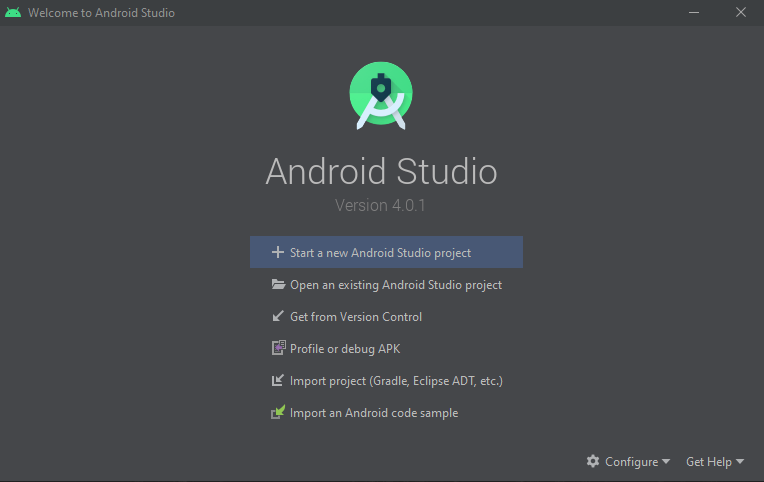 Welcome to Android Studio
Android Studio
Version 4.0.1
Start a new Android Studio project
Open an existing Android Studio project
Get from Version Control
Profile or debug APK
Import project (Gradle, Eclipse ADT, etc.)
Import an Android code sample
Configure Get Help